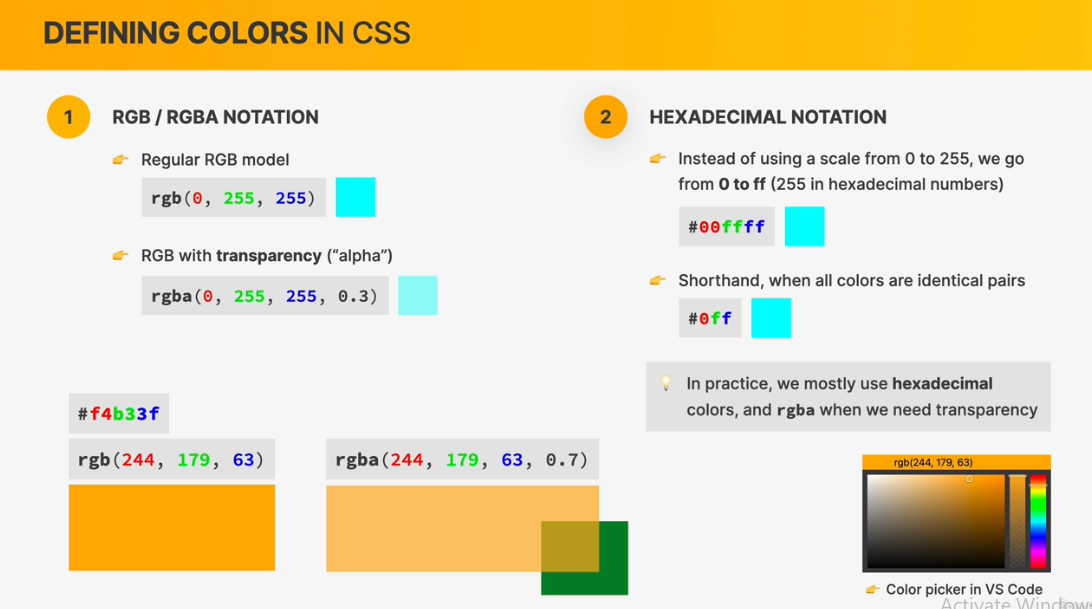 DEFINING COLORS IN CSS
1
RGB / RGBA NOTATION
Regular RGB model
rgb(0, 255, 255)
RGB with transparency (“alpha”)
rgba(0, 255, 255, 0.3)
#f4b33f
rgb(244, 179, 63)
rgba(244, 179, 63, 0.7)
2
HEXADECIMAL NOTATION
Instead of using a scale from 0 to 255, we go
from 0 to ff (255 in hexadecimal numbers)
#00ffff
Shorthand, when all colors are identical pairs
#0ff
In practice, we mostly use hexadecimal
colors, and rgba when we need transparency
rgb(244, 179, 63)
Color picker in VS Code
Activate Windows